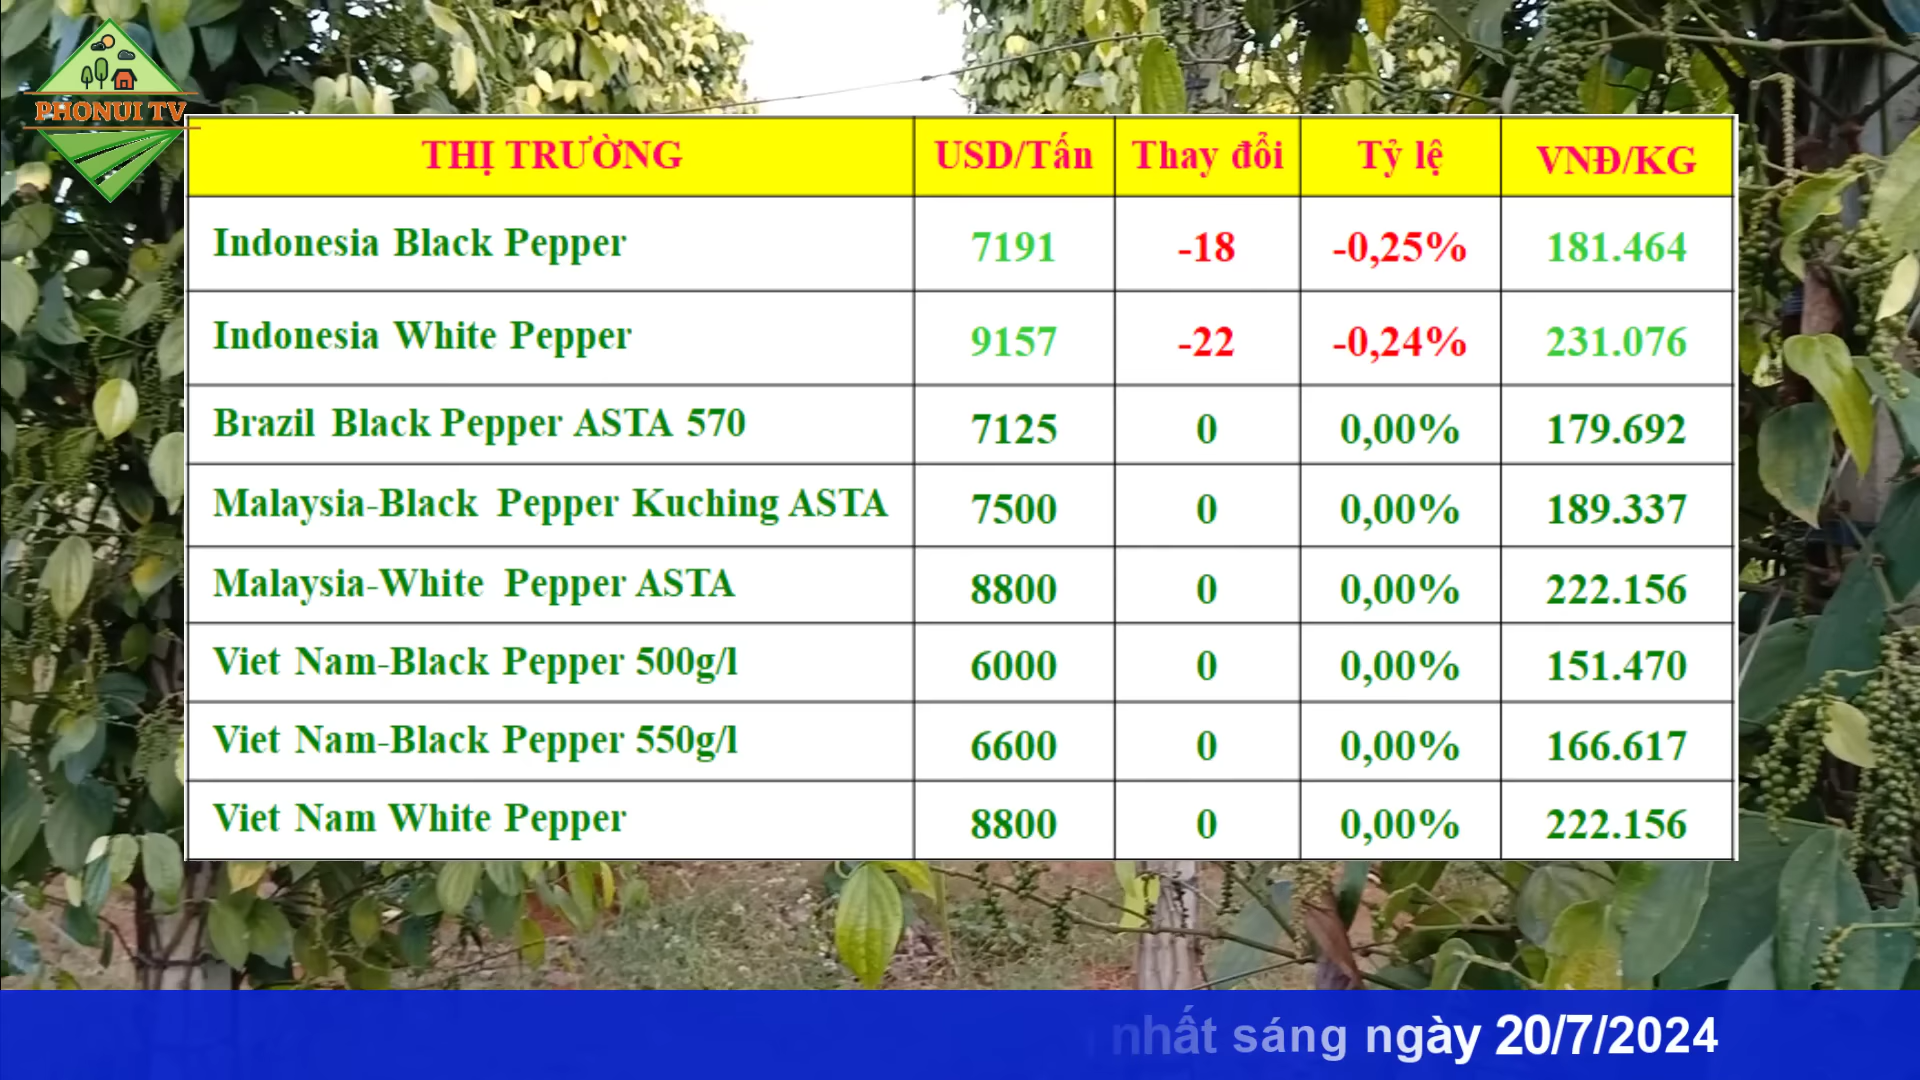 PHONUI TV
THỊ TRƯỜNG USD/Tấn Thay đổi Tỷ lệ VNĐ/KG
Indonesia Black Pepper 7191 -18 -0,25% 181.464
Indonesia White Pepper 9157 -22 -0,24% 231.076
Brazil Black Pepper ASTA 570 7125 0 0,00% 179.692
Malaysia-Black Pepper Kuching ASTA 7500 0 0,00% 189.337
Malaysia-White Pepper ASTA 8800 0 0,00% 222.156
Viet Nam-Black Pepper 500g/l 6000 0 0,00% 151.470
Viet Nam-Black Pepper 550g/l 6600 0 0,00% 166.617
Viet Nam White Pepper 8800 0 0,00% 222.156
nhất sáng ngày 20/7/2024